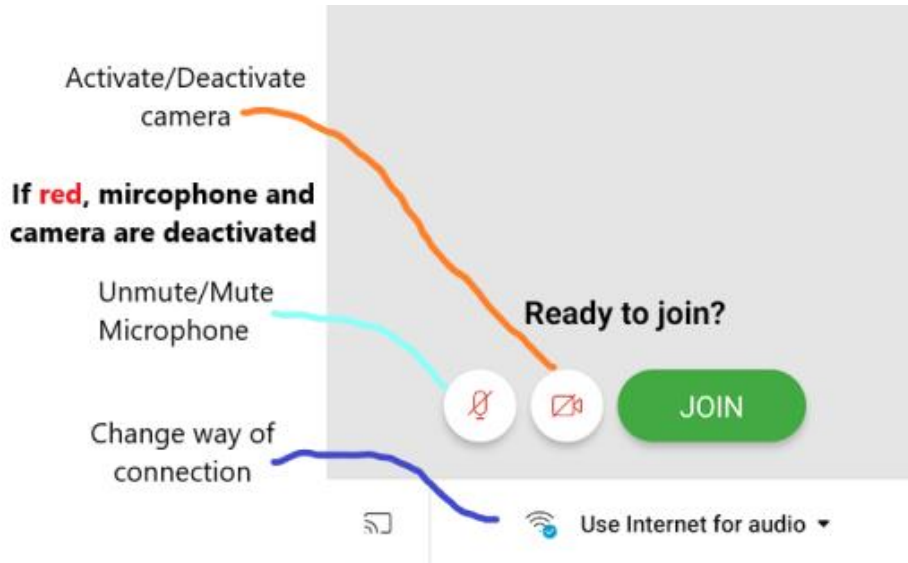 Activate/Deactivate
camera
If red, mircophone and
camera are deactivated
Unmute/Mute
Microphone
Ready to join?
JOIN
Change way of
connection
Use Internet for audio